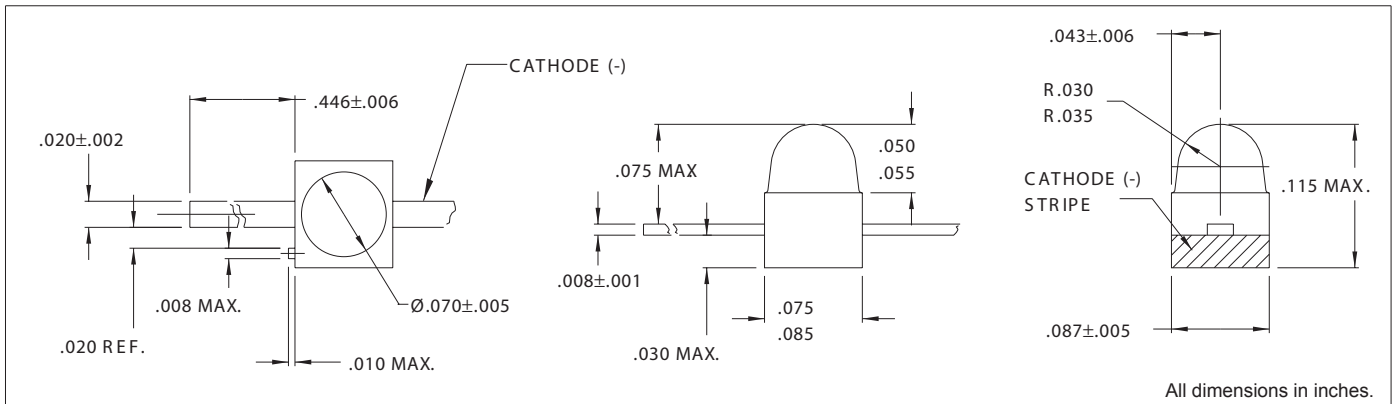 CATHODE (-)
.446±.006
.020±.002
.008 MAX.
.020 REF.
.010 MAX.
Ø.070±.005
.075 MAX
.050
.055
.008±.001
.030 MAX.
.075
.085
.043±.006
R.030
R.035
CATHODE (-)
STRIPE
.115 MAX.
.087±.005
All dimensions in inches.